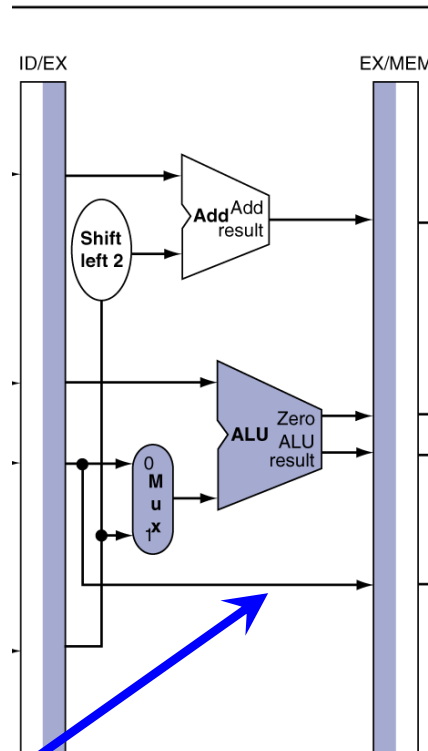 ID/EX
EX/MEM
Shift
left 2
Add
Add
result
ALU
Zero
ALU
result
0
M
u
x
1